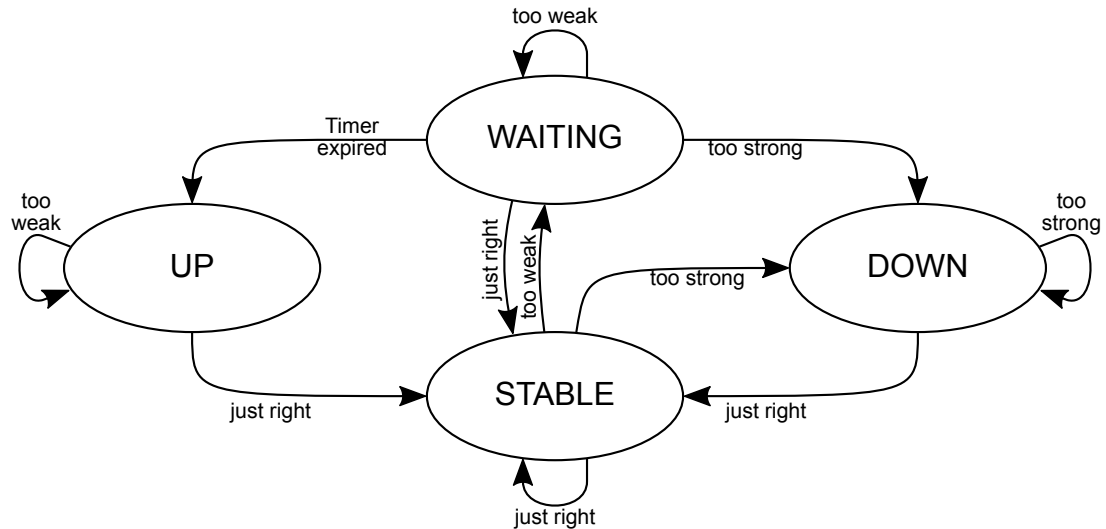 too weak
WAITING
Timer
expired
too strong
too
weak
UP
just right
too weak
too strong
DOWN
too
strong
STABLE
just right
just right
just right